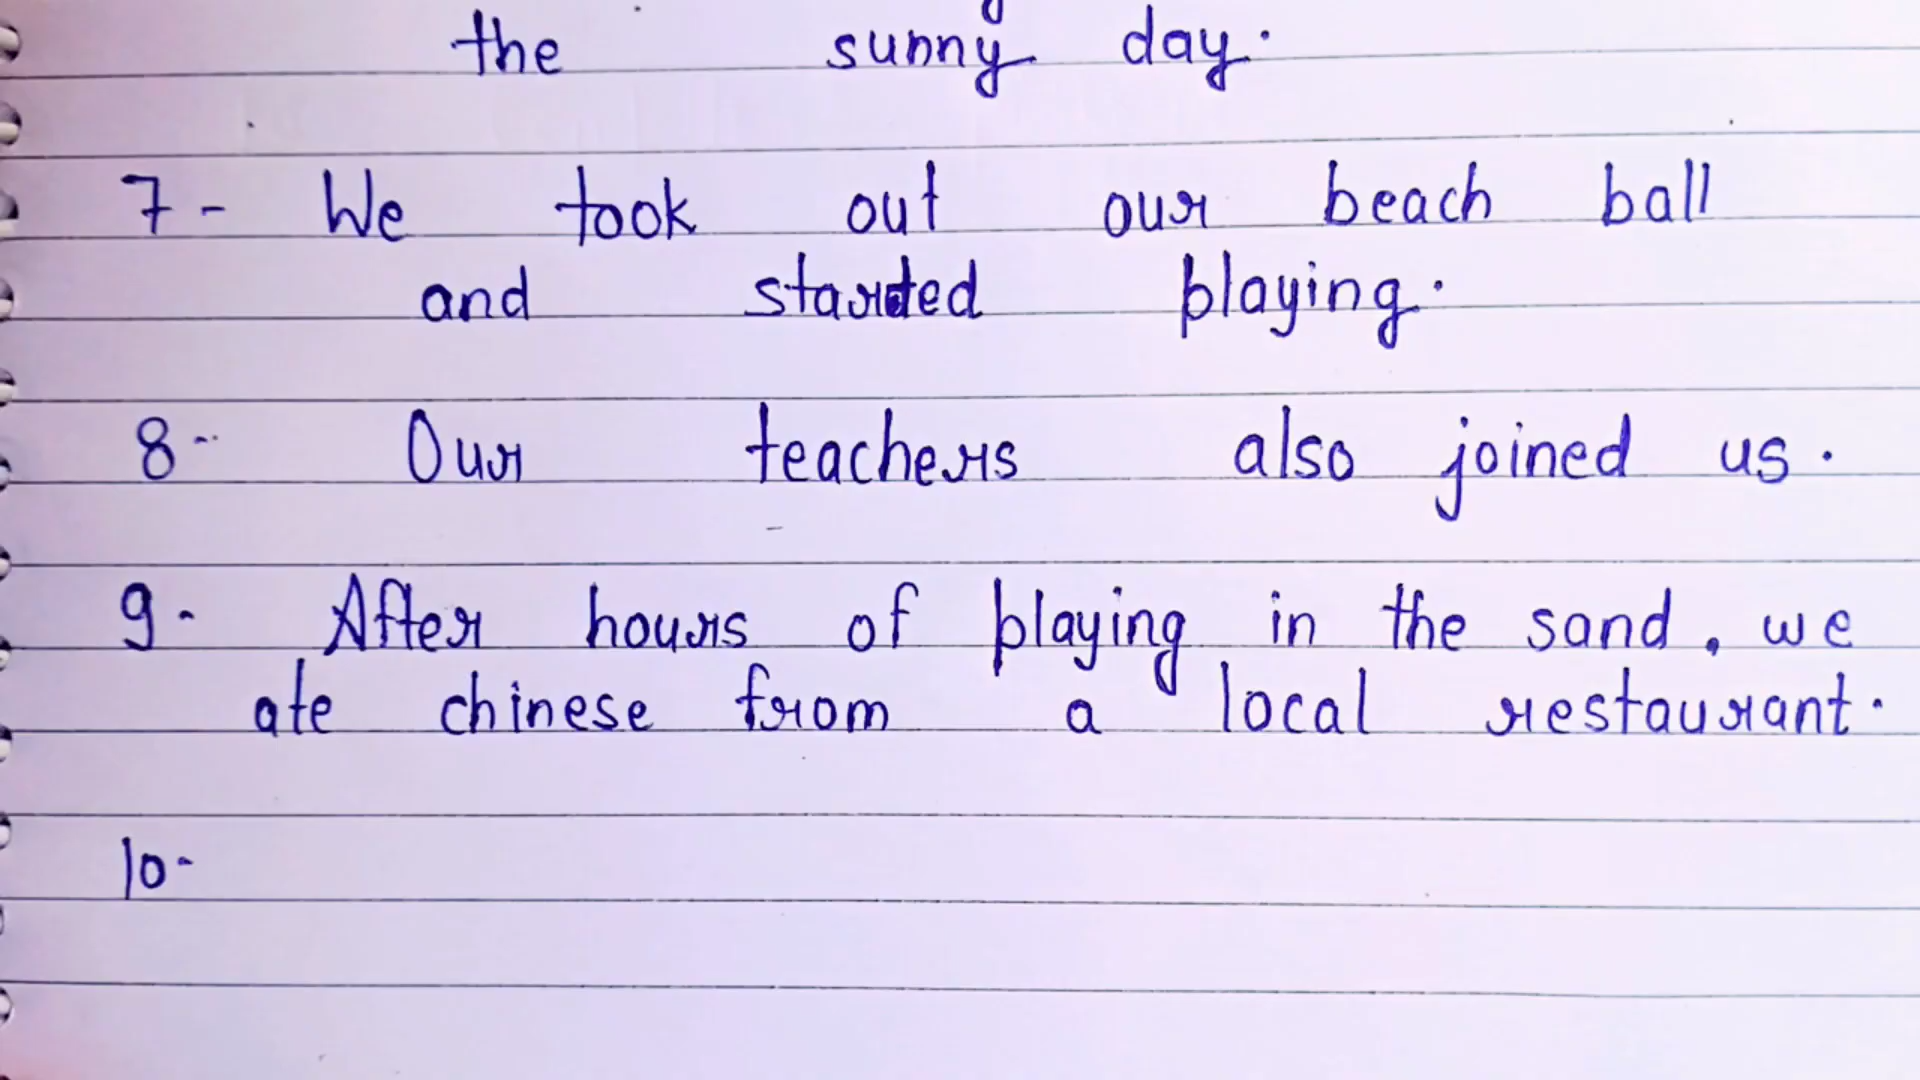 the sunny day.
7- We took out our beach ball
and started playing.
8- Our teachers also joined us.
9- After hours of playing in the sand, we
ate chinese from a local restaurant.
10-